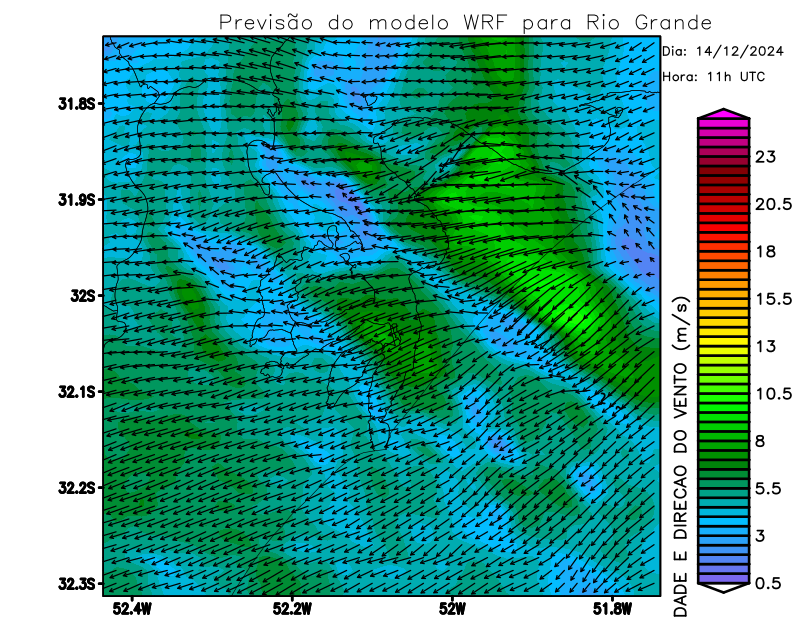 Previsão do modelo WRF para Rio Grande
Dia: 14/12/2024
Hora: 11h UTC
31.8S
31.9S
32S
32.1S
32.2S
32.3S
52.4W
52.2W
52W
51.8W
23
20.5
18
15.5
13
10.5
8
5.5
3
0.5
DADE E DIRECAO DO VENTO (m/s)